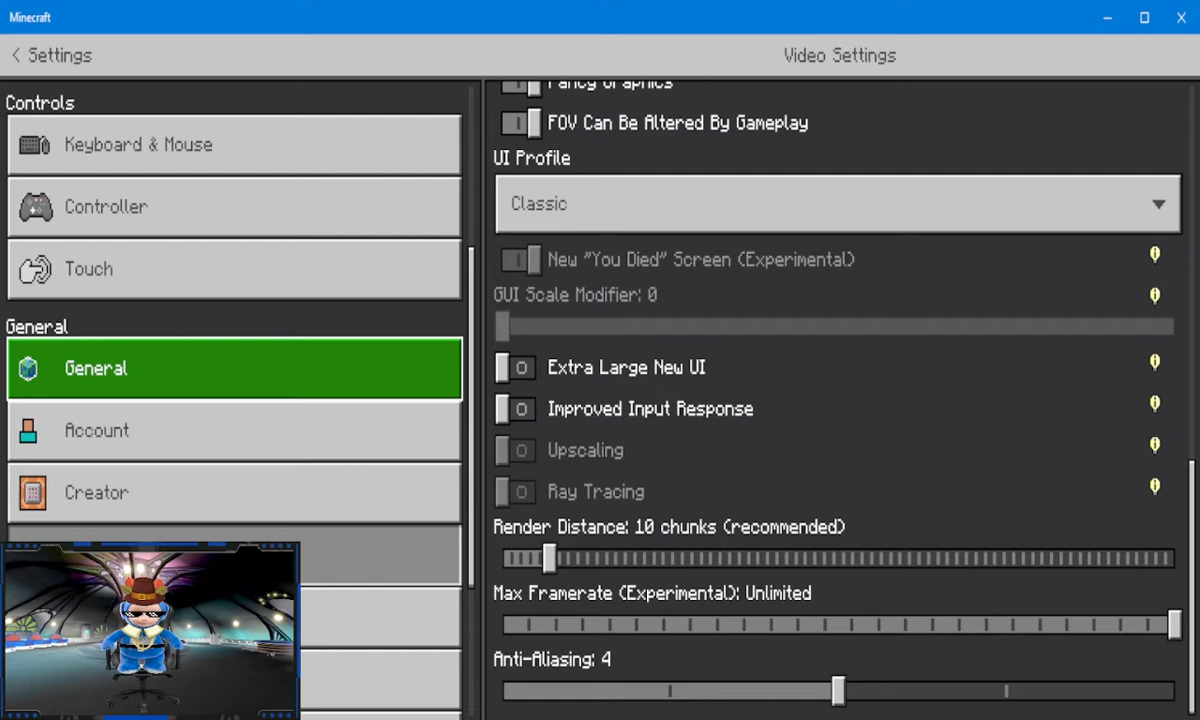 Minecraft
< Settings
Video Settings
Controls
Keyboard & Mouse
Controller
Touch
General
General
Account
Creator
Fancy Graphics
FOV Can Be Altered By Gameplay
UI Profile
Classic
New "You Died" Screen (Experimental)
GUI Scale Modifier: 0
Extra Large New UI
Improved Input Response
Upscaling
Ray Tracing
Render Distance: 10 chunks (recommended)
Max Framerate (Experimental): Unlimited
Anti-Aliasing: 4